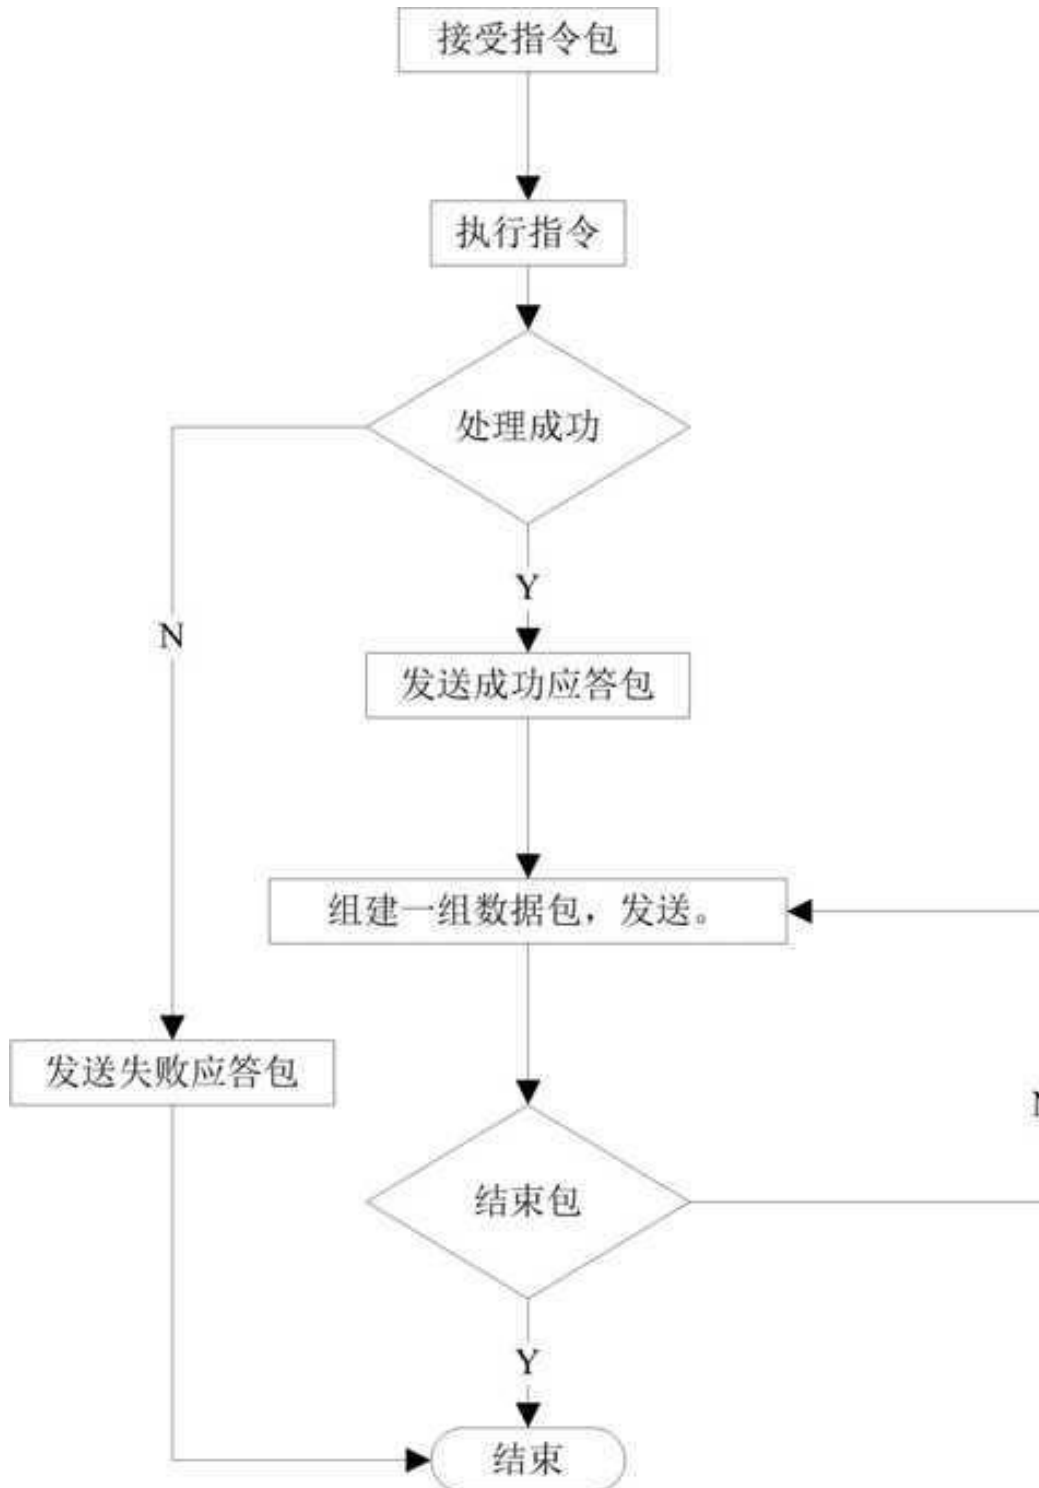 接受指令包
执行指令
处理成功
Y
N
发送成功应答包
组建一组数据包，发送。
发送失败应答包
结束包
Y
结束